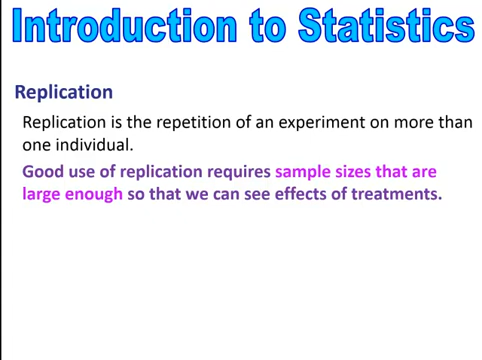 Introduction to Statistics
Replication
Replication is the repetition of an experiment on more than
one individual.
Good use of replication requires sample sizes that are
large enough so that we can see effects of treatments.